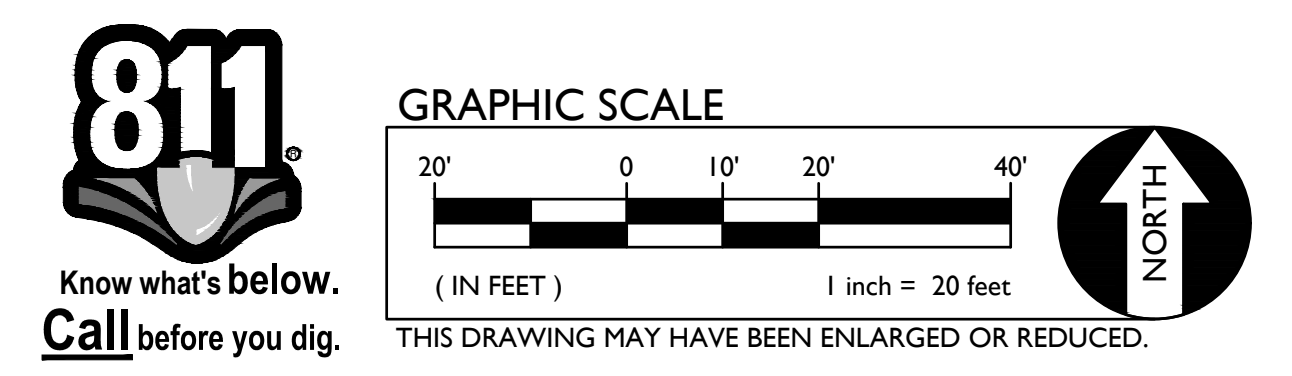 811®
Know what's below.
Call before you dig.
GRAPHIC SCALE
20' 0 10' 20' 40'
( IN FEET ) 1 inch = 20 feet
NORTH
THIS DRAWING MAY HAVE BEEN ENLARGED OR REDUCED.